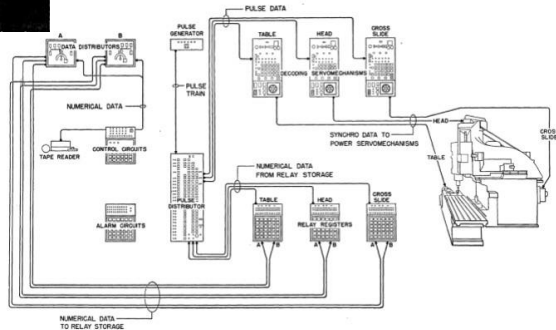 PULSE DATA
A
B
DATA DISTRIBUTORS
PULSE
GENERATOR
TABLE
HEAD
CROSS
SLIDE
DECODING SERVOMECHANISMS
PULSE
TRAIN
NUMERICAL DATA
TAPE READER
CONTROL CIRCUITS
SYNCHRO DATA TO
POWER SERVOMECHANISMS
HEAD
CROSS
SLIDE
TABLE
NUMERICAL DATA
FROM RELAY STORAGE
PULSE
DISTRIBUTOR
ALARM CIRCUITS
TABLE
HEAD
CROSS
SLIDE
RELAY REGISTERS
A B
A B
A B
NUMERICAL DATA
TO RELAY STORAGE